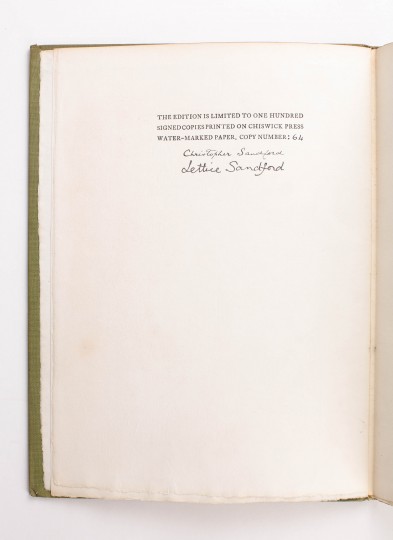 THE EDITION IS LIMITED TO ONE HUNDRED
SIGNED COPIES PRINTED ON CHISWICK PRESS
WATER-MARKED PAPER, COPY NUMBER: 64
Christopher Sandford
Lettice Sandford